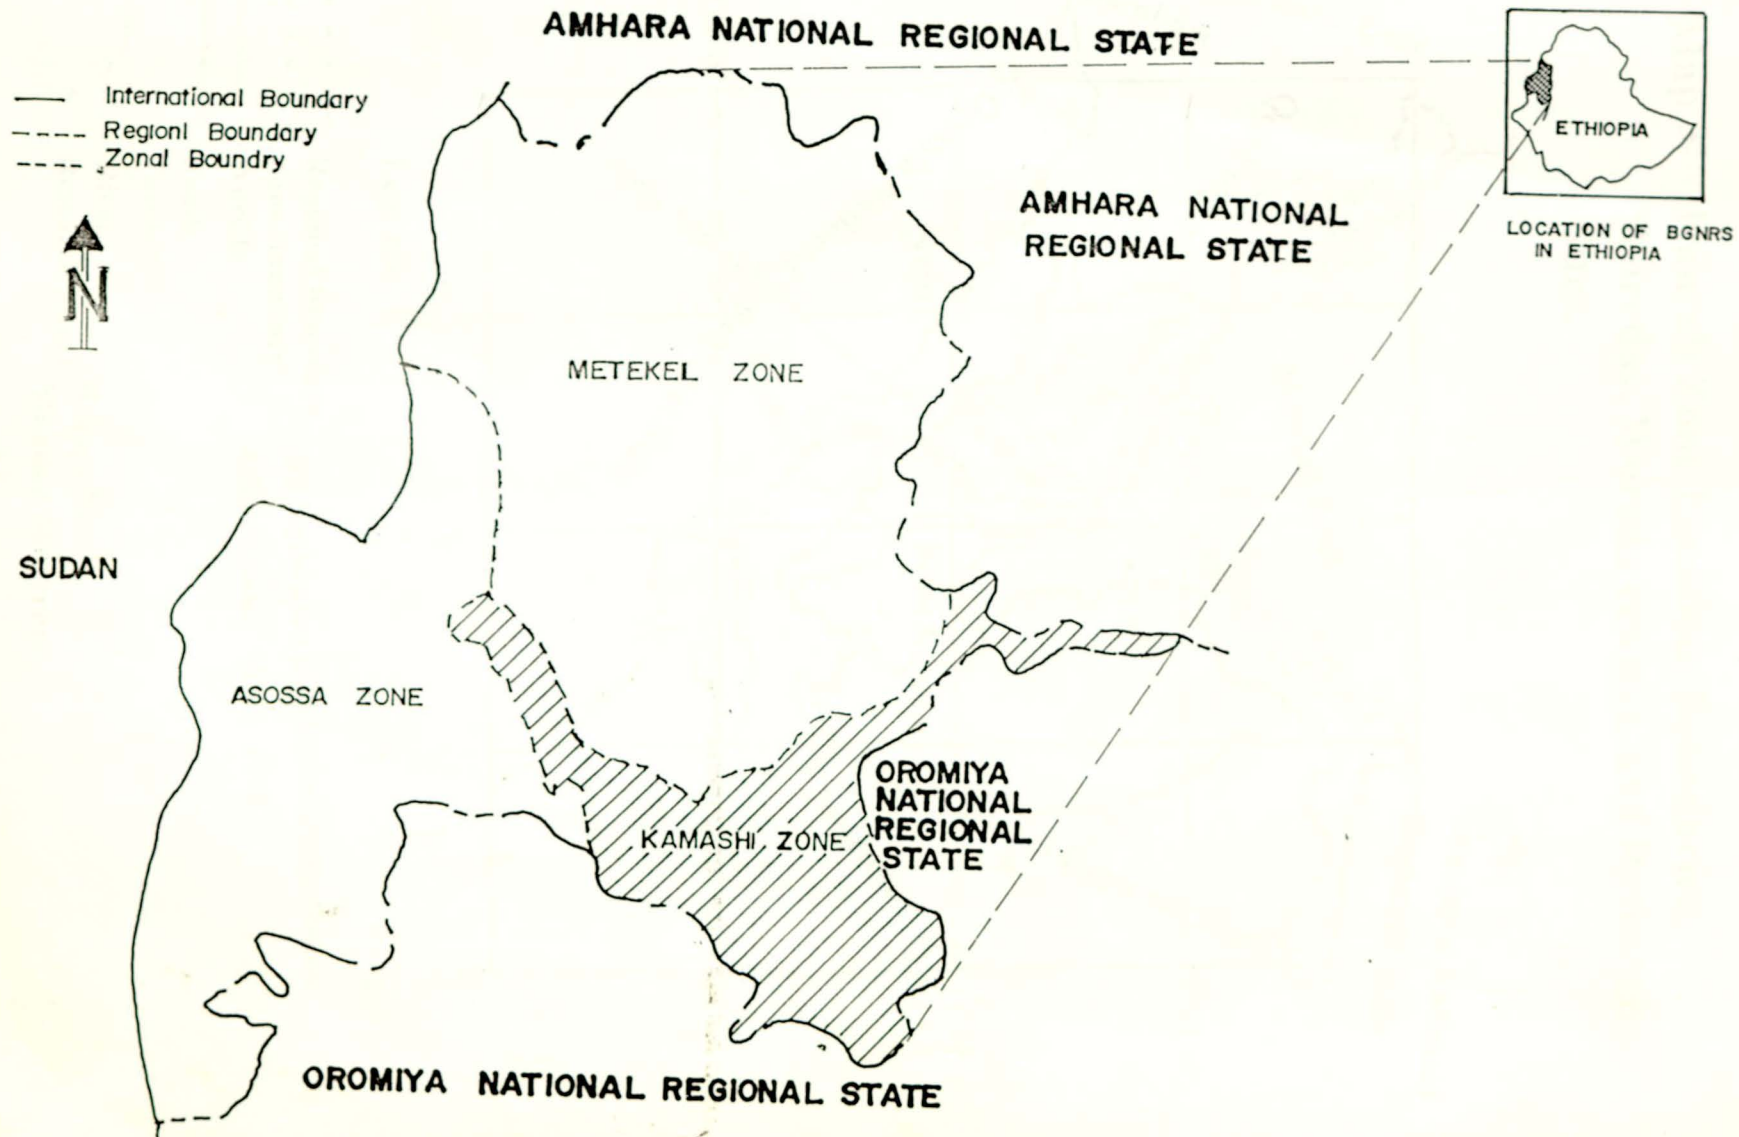 AMHARA NATIONAL REGIONAL STATE
International Boundary
Regionl Boundary
Zonal Boundry
N
ETHIOPIA
LOCATION OF BGNRS
IN ETHIOPIA
AMHARA NATIONAL
REGIONAL STATE
METEKEL ZONE
SUDAN
ASOSSA ZONE
KAMASHI ZONE
OROMIYA
NATIONAL
REGIONAL
STATE
OROMIYA NATIONAL REGIONAL STATE